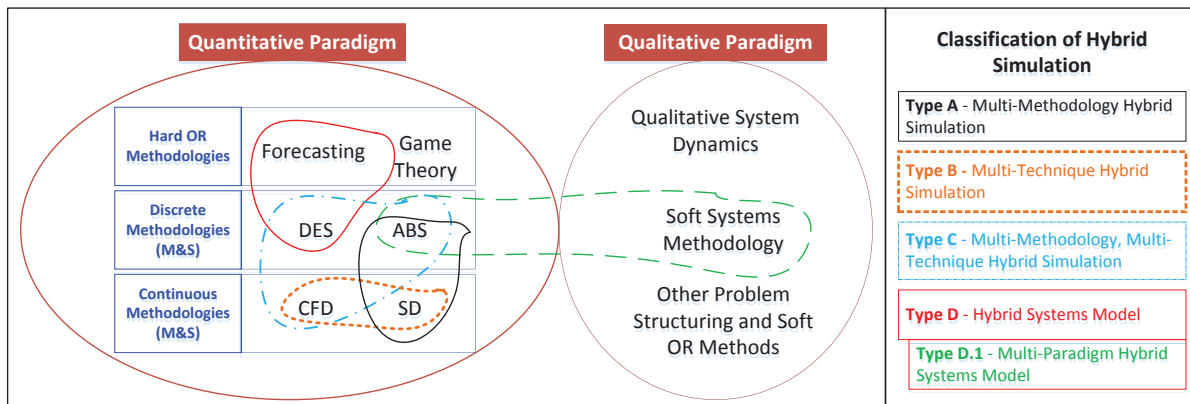 Quantitative Paradigm
Qualitative Paradigm
Hard OR
Methodologies
Forecasting
Game
Theory
Discrete
Methodologies
(M&S)
DES
ABS
Continuous
Methodologies
(M&S)
CFD
SD
Qualitative System
Dynamics
Soft Systems
Methodology
Other Problem
Structuring and Soft
OR Methods
Classification of Hybrid
Simulation
Type A - Multi-Methodology Hybrid
Simulation
Type B - Multi-Technique Hybrid
Simulation
Type C - Multi-Methodology, Multi-
Technique Hybrid Simulation
Type D - Hybrid Systems Model
Type D.1 - Multi-Paradigm Hybrid
Systems Model